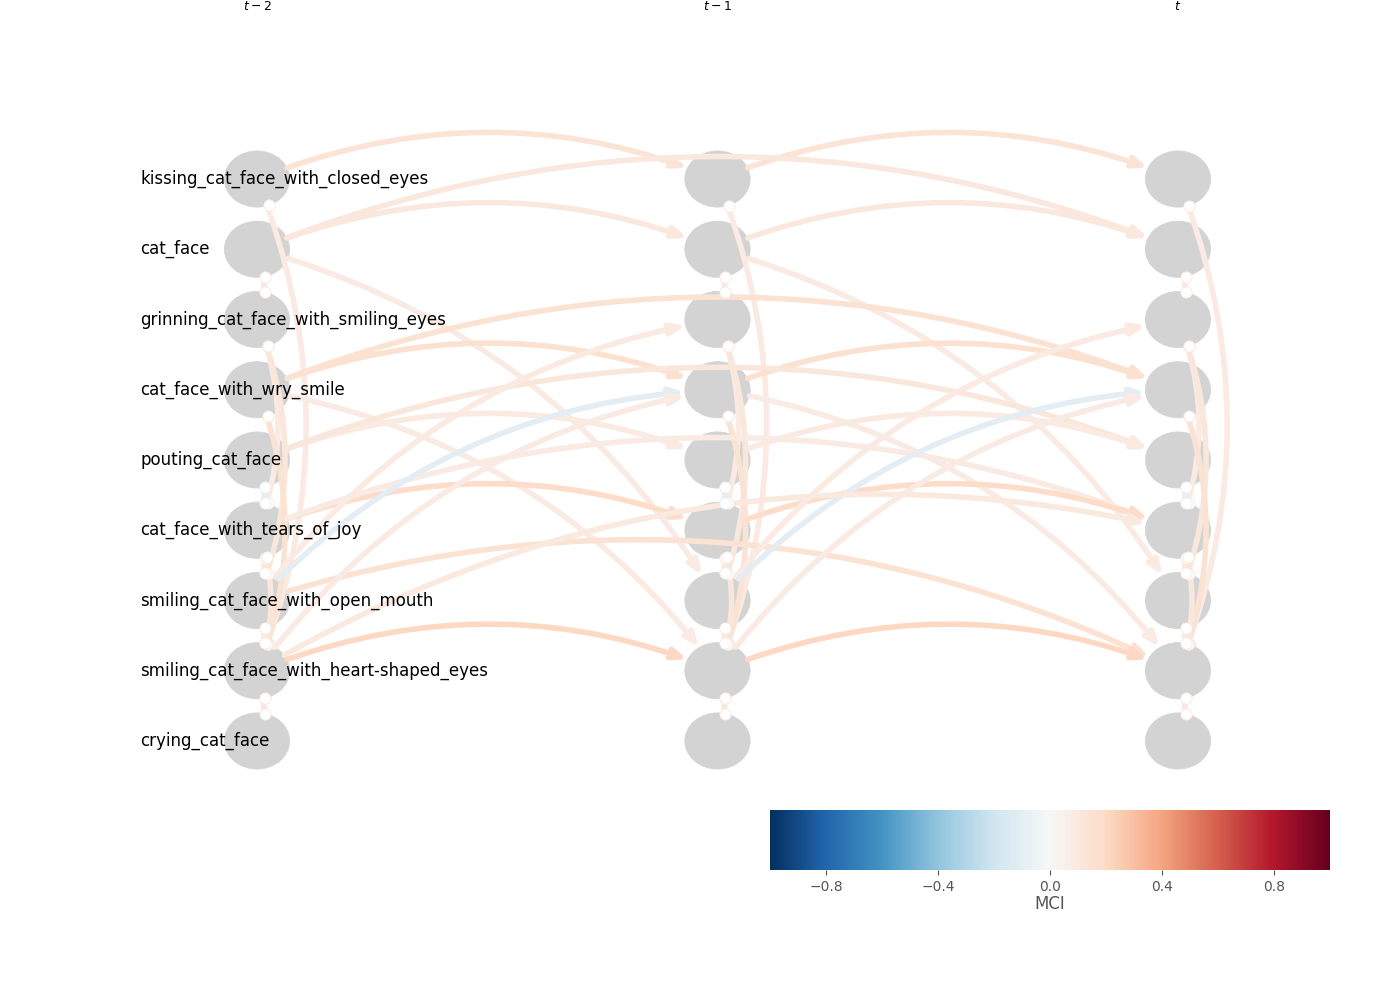 t − 2 t − 1 t
kissing_cat_face_with_closed_eyes
cat_face
grinning_cat_face_with_smiling_eyes
cat_face_with_wry_smile
pouting_cat_face
cat_face_with_tears_of_joy
smiling_cat_face_with_open_mouth
smiling_cat_face_with_heart-shaped_eyes
crying_cat_face
−0.8 −0.4 0.0 0.4 0.8
MCI